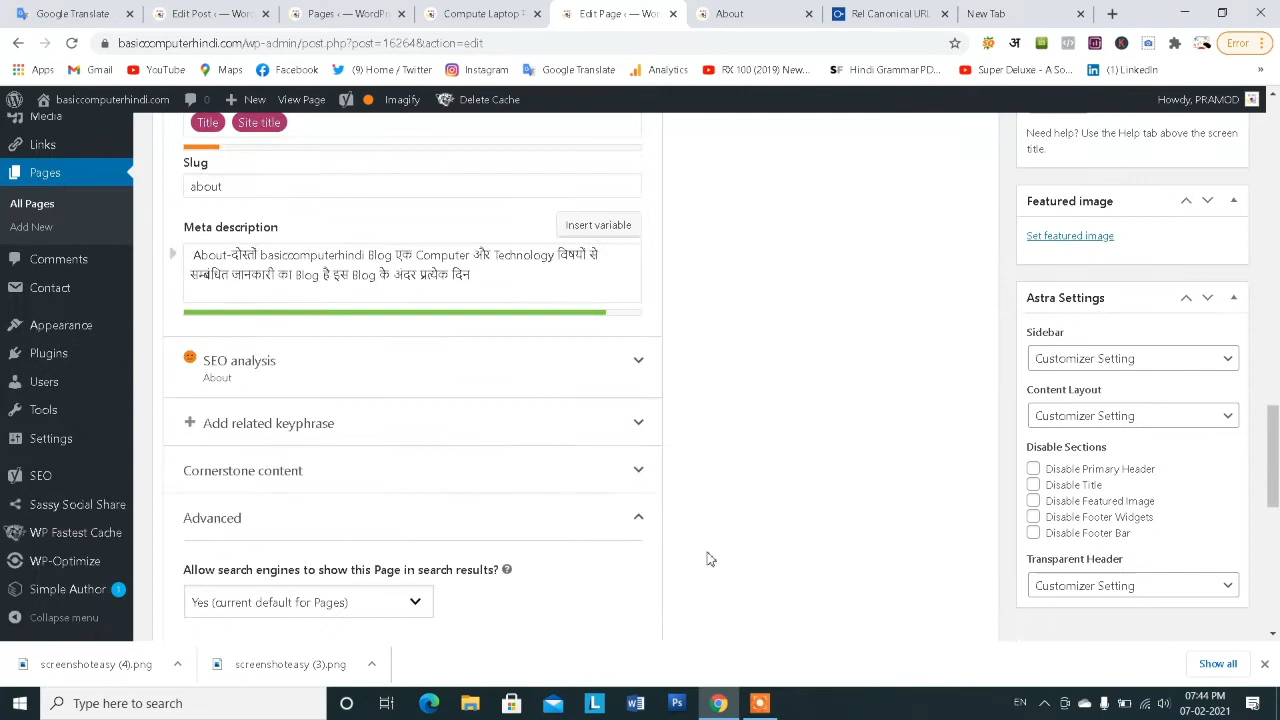 Google Translate
Edit Post ‹ Wor
Pages ‹ — WordPr
Compute Laptop T
Edit Page ‹ — Wor
About
Rel Canonical URL
New Tab
basiccomputerhindi.com/wp-admin/post.php?post=16264&action=edit
Error
Apps
Gmail
YouTube
Maps
Facebook
(9) Home / Twitter
Instagram
Google Translate
Analytics
RX 100 (2019) New...
Hindi Grammar PD...
Super Deluxe - A So...
(1) LinkedIn
»
basiccomputerhindi.com
0
New
View Page
Imagify
Delete Cache
Howdy, PRAMOD
Media
Links
Pages
All Pages
Add New
Comments
Contact
Appearance
Plugins
Users
Tools
Settings
SEO
Sassy Social Share
WP Fastest Cache
WP-Optimize
Simple Author 1
Collapse menu
Title
Site title
Slug
about
Meta description
Insert variable
About-दोस्तों basiccomputerhindi Blog एक Computer और Technology विषयों से
सम्बंधित जानकारी का Blog है इस Blog के अंदर प्रत्येक दिन
SEO analysis
About
Add related keyphrase
Cornerstone content
Advanced
Allow search engines to show this Page in search results?
Yes (current default for Pages)
Need help? Use the Help tab above the screen
title.
Featured image
Set featured image
Astra Settings
Sidebar
Customizer Setting
Content Layout
Customizer Setting
Disable Sections
Disable Primary Header
Disable Title
Disable Featured Image
Disable Footer Widgets
Disable Footer Bar
Transparent Header
Customizer Setting
screenshoteasy (4).png
screenshoteasy (3).png
Show all
Type here to search
EN
07:44 PM
07-02-2021